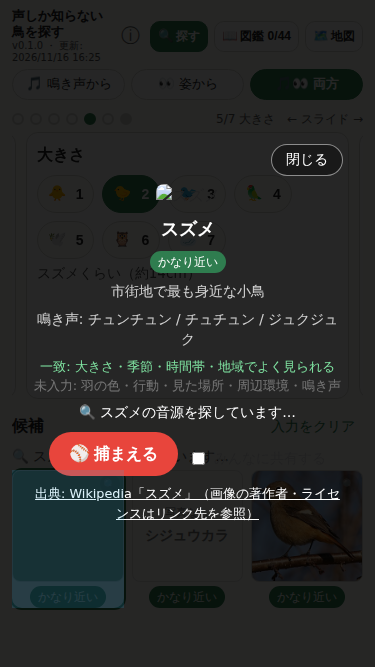 声しか知らない
鳥を探す
v0.1.0 · 更新:
2026/11/16 16:25
ⓘ
🔍 探す
📖 図鑑 0/44
🗺️ 地図
🎵 鳴き声から
👀 姿から
👀 両方
5/7 大きさ ← スライド →
大きさ
閉じる
1
2
3
4
5
6
7
スズメくらい（約14cm）
スズメ
かなり近い
市街地で最も身近な小鳥
鳴き声: チュンチュン / チュチュン / ジュクジュ
ク
一致: 大きさ・季節・時間帯・地域でよく見られる
未入力: 羽の色・行動・見た場所・周辺環境・鳴き声
🔍 スズメの音源を探しています…
候補
入力をクリア
⚾ 捕まえる
出典: Wikipedia「スズメ」（画像の著作者・ライセ
ンスはリンク先を参照）
シジュウカラ
かなり近い
かなり近い
かなり近い